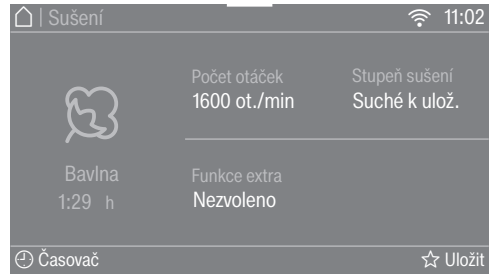 Sušení 11:02
Počet otáček Stupeň sušení
1600 ot./min Suché k ulož.
Bavlna
1:29 h
Funkce extra
Nezvoleno
Časovač Uložit